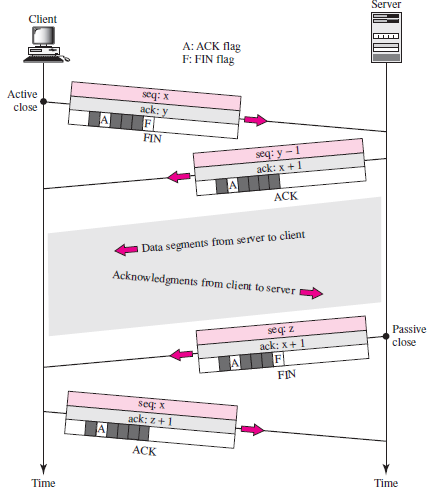 Client
Server
A: ACK flag
F: FIN flag
Active
close
seq: x
ack: y
A F
FIN
seq: y – 1
ack: x + 1
A
ACK
Data segments from server to client
Acknowledgments from client to server
Passive
close
seq: z
ack: x + 1
A F
FIN
seq: x
ack: z + 1
A
ACK
Time
Time